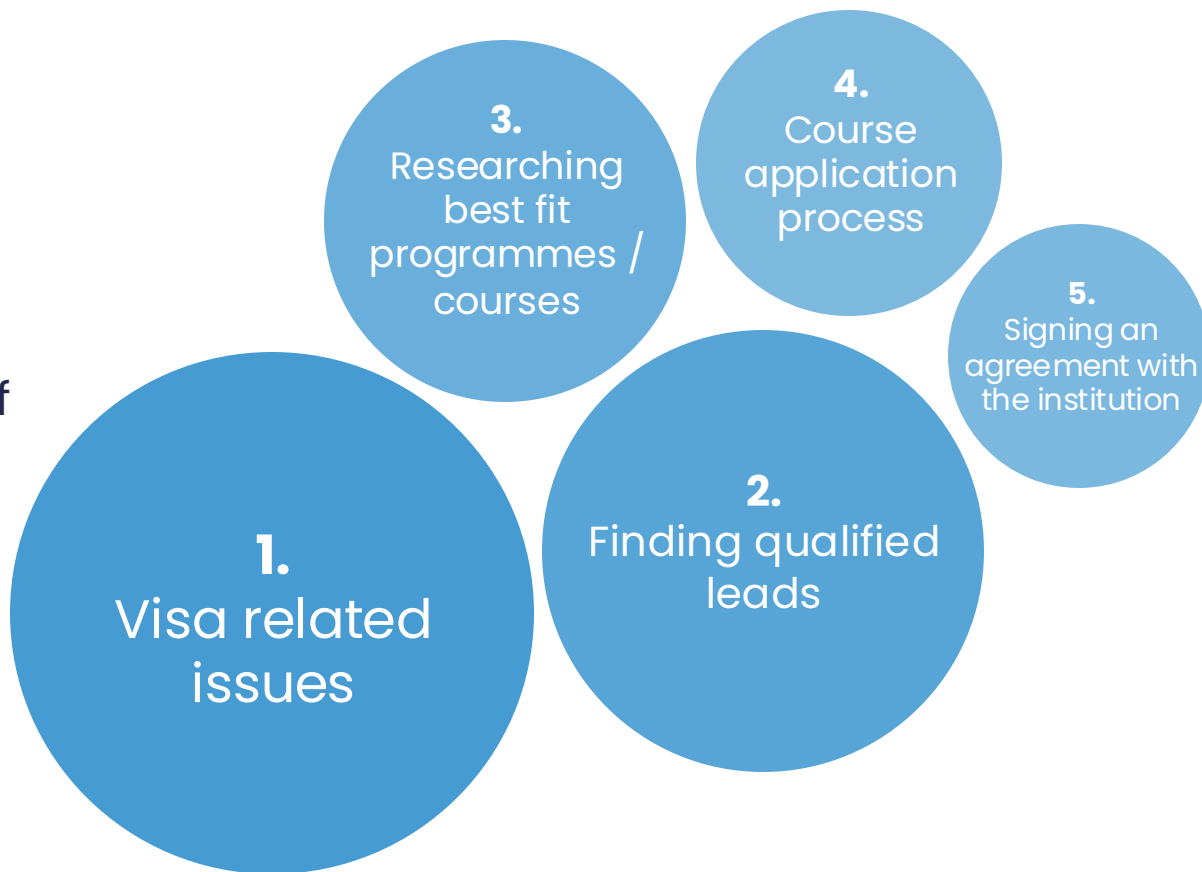 3.
Researching
best fit
programmes /
courses
4.
Course
application
process
5.
Signing an
agreement with
the institution
f
1.
Visa related
issues
2.
Finding qualified
leads